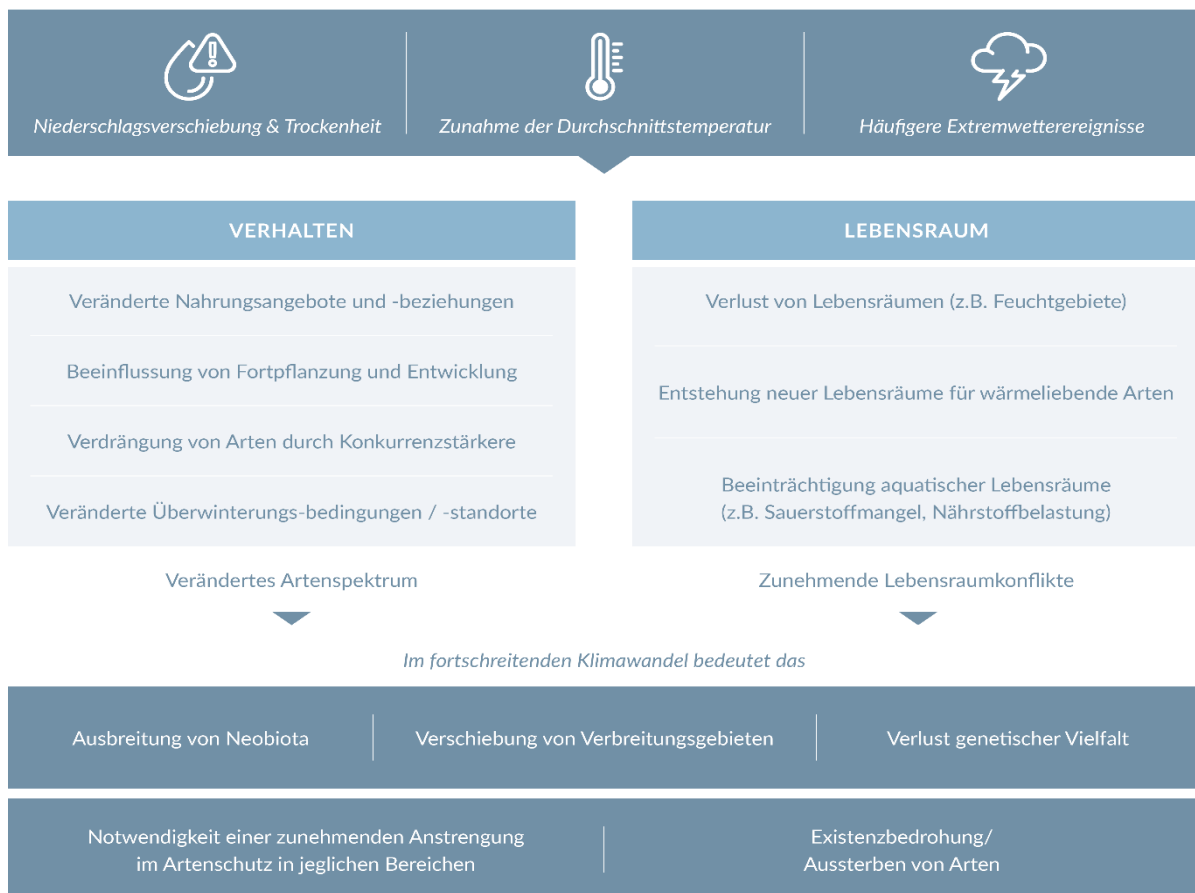 Niederschlagsverschiebung & Trockenheit
Zunahme der Durchschnittstemperatur
Häufigere Extremwetterereignisse
VERHALTEN
Veränderte Nahrungsangebote und -beziehungen
Beeinflussung von Fortpflanzung und Entwicklung
Verdrängung von Arten durch Konkurrenzstärkere
Veränderte Überwinterungs-bedingungen / -standorte
Verändertes Artenspektrum
LEBENSRAUM
Verlust von Lebensräumen (z.B. Feuchtgebiete)
Entstehung neuer Lebensräume für wärmeliebende Arten
Beeinträchtigung aquatischer Lebensräume
(z.B. Sauerstoffmangel, Nährstoffbelastung)
Zunehmende Lebensraumkonflikte
Im fortschreitenden Klimawandel bedeutet das
Ausbreitung von Neobiota
Verschiebung von Verbreitungsgebieten
Verlust genetischer Vielfalt
Notwendigkeit einer zunehmenden Anstrengung
im Artenschutz in jeglichen Bereichen
Existenzbedrohung/
Aussterben von Arten